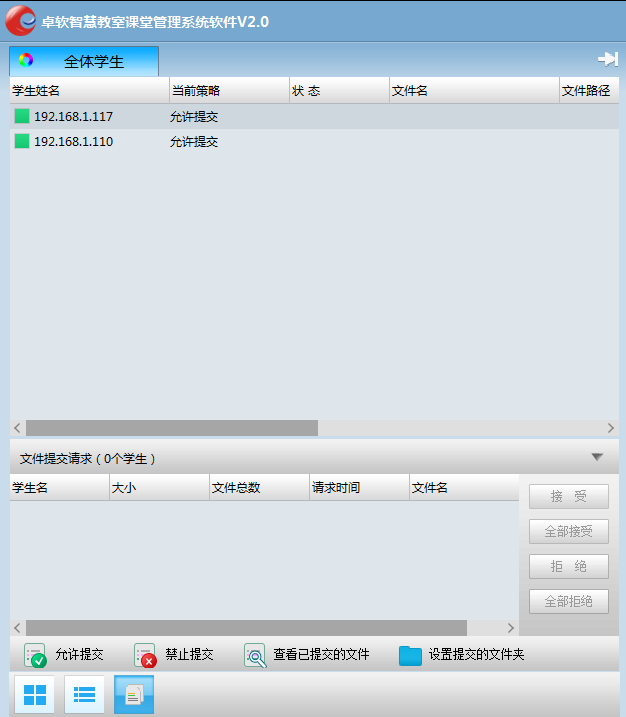 卓软智慧教室课堂管理系统软件V2.0
全体学生
学生姓名 当前策略 状 态 文件名 文件路径
192.168.1.117 允许提交
192.168.1.110 允许提交
文件提交请求（0个学生）
学生名 大小 文件总数 请求时间 文件名
接 受
全部接受
拒 绝
全部拒绝
允许提交 禁止提交 查看已提交的文件 设置提交的文件夹